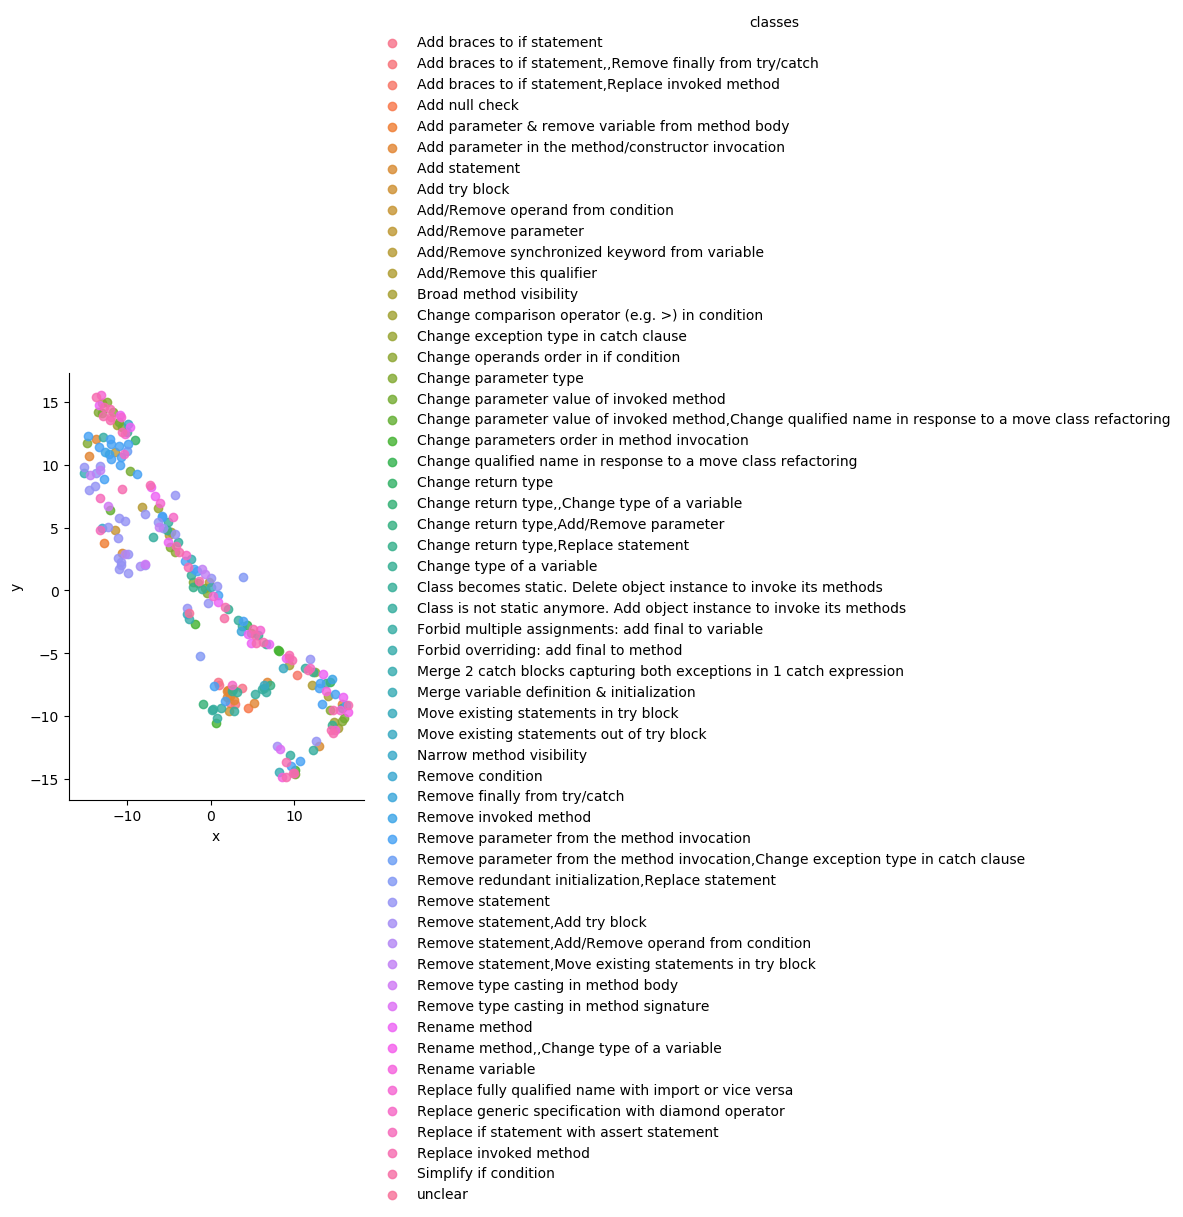 classes
Add braces to if statement
Add braces to if statement,,Remove finally from try/catch
Add braces to if statement,Replace invoked method
Add null check
Add parameter & remove variable from method body
Add parameter in the method/constructor invocation
Add statement
Add try block
Add/Remove operand from condition
Add/Remove parameter
Add/Remove synchronized keyword from variable
Add/Remove this qualifier
Broad method visibility
Change comparison operator (e.g. >) in condition
Change exception type in catch clause
Change operands order in if condition
Change parameter type
Change parameter value of invoked method
Change parameter value of invoked method,Change qualified name in response to a move class refactoring
Change parameters order in method invocation
Change qualified name in response to a move class refactoring
Change return type
Change return type,,Change type of a variable
Change return type,Add/Remove parameter
Change return type,Replace statement
Change type of a variable
Class becomes static. Delete object instance to invoke its methods
Class is not static anymore. Add object instance to invoke its methods
Forbid multiple assignments: add final to variable
Forbid overriding: add final to method
Merge 2 catch blocks capturing both exceptions in 1 catch expression
Merge variable definition & initialization
Move existing statements in try block
Move existing statements out of try block
Narrow method visibility
Remove condition
Remove finally from try/catch
Remove invoked method
Remove parameter from the method invocation
Remove parameter from the method invocation,Change exception type in catch clause
Remove redundant initialization,Replace statement
Remove statement
Remove statement,Add try block
Remove statement,Add/Remove operand from condition
Remove statement,Move existing statements in try block
Remove type casting in method body
Remove type casting in method signature
Rename method
Rename method,,Change type of a variable
Rename variable
Replace fully qualified name with import or vice versa
Replace generic specification with diamond operator
Replace if statement with assert statement
Replace invoked method
Simplify if condition
unclear
15
10
5
0
−5
−10
−15
y
−10
0
10
x